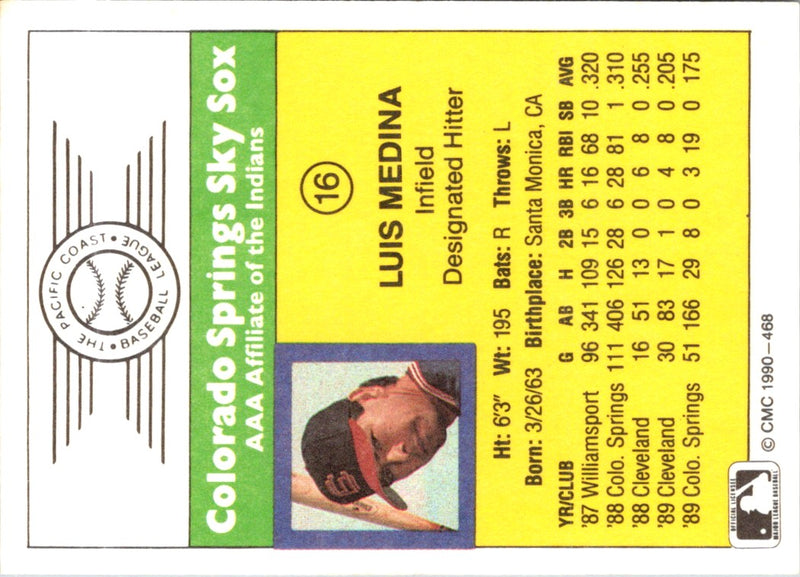 THE PACIFIC COAST • BASEBALL LEAGUE •
Colorado Springs Sky Sox
AAA Affiliate of the Indians
16
LUIS MEDINA
Infield
Designated Hitter
Ht: 6'3" Wt: 195 Bats: R Throws: L
Born: 3/26/63 Birthplace: Santa Monica, CA
YR/CLUB G AB H 2B 3B HR RBI SB AVG
'87 Williamsport 96 341 109 15 6 16 68 10 .320
'88 Colo. Springs 111 406 126 28 6 28 81 1 .310
'88 Cleveland 16 51 13 0 0 6 8 0 .255
'89 Cleveland 30 83 17 1 0 4 8 0 .205
'89 Colo. Springs 51 166 29 8 0 3 19 0 .175
OFFICIAL LICENSEE
MAJOR LEAGUE BASEBALL
© CMC 1990–468